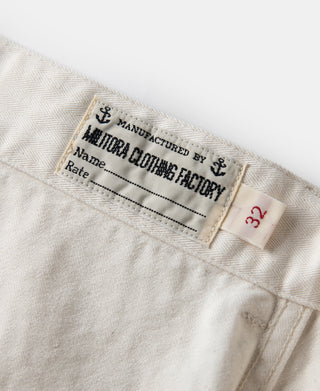 MANUFACTURED BY
MILITORA CLOTHING FACTORY
Name
Rate
32